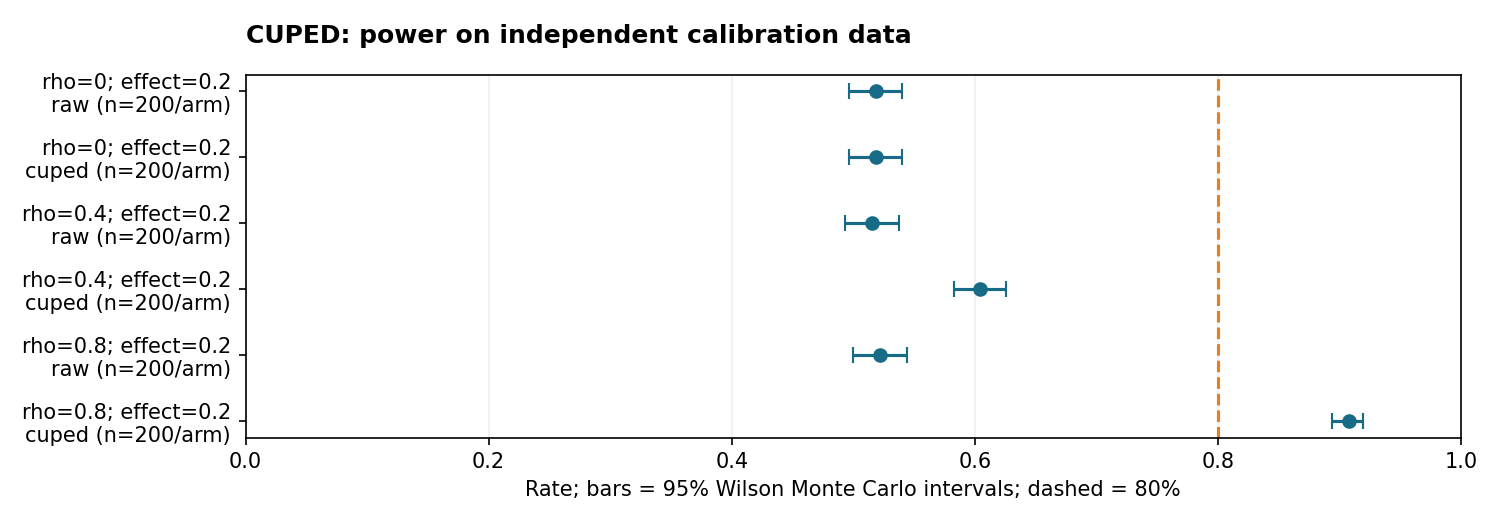 CUPED: power on independent calibration data
rho=0; effect=0.2
raw (n=200/arm)
rho=0; effect=0.2
cuped (n=200/arm)
rho=0.4; effect=0.2
raw (n=200/arm)
rho=0.4; effect=0.2
cuped (n=200/arm)
rho=0.8; effect=0.2
raw (n=200/arm)
rho=0.8; effect=0.2
cuped (n=200/arm)
0.0 0.2 0.4 0.6 0.8 1.0
Rate; bars = 95% Wilson Monte Carlo intervals; dashed = 80%